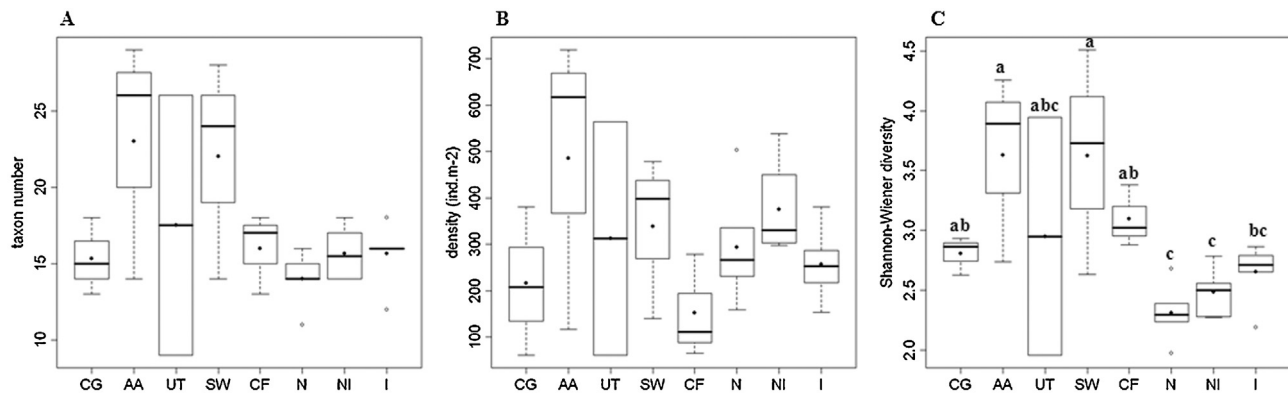 A
taxon number
25
20
15
10
CG AA UT SW CF N NI I
B
density (ind.m-2)
700
600
500
400
300
200
100
CG AA UT SW CF N NI I
C
Shannon-Wiener diversity
4.5
4.0
3.5
3.0
2.5
2.0
ab a abc a ab c c bc
CG AA UT SW CF N NI I